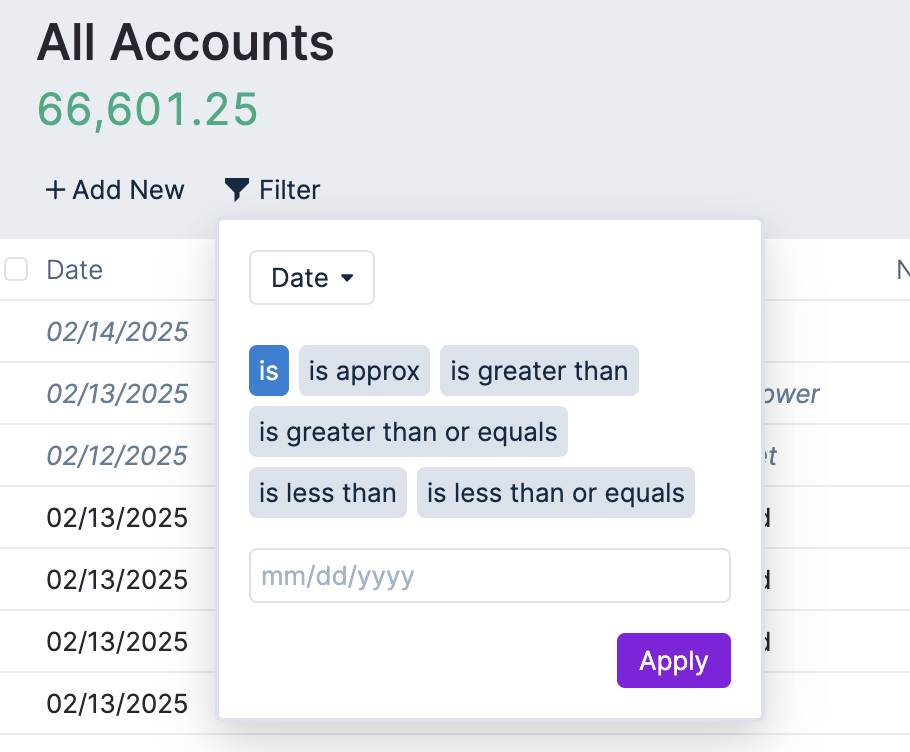 All Accounts
66,601.25
+ Add New Filter
Date
02/14/2025
02/13/2025
02/12/2025
02/13/2025
02/13/2025
02/13/2025
02/13/2025
Date
is is approx is greater than
is greater than or equals
is less than is less than or equals
mm/dd/yyyy
Apply